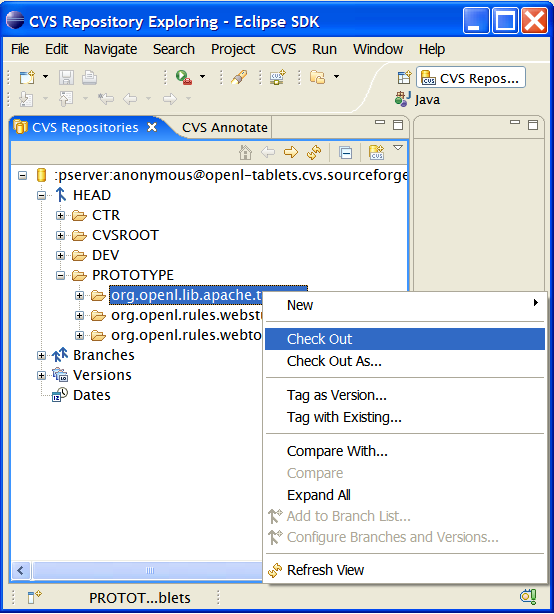 CVS Repository Exploring - Eclipse SDK
File Edit Navigate Search Project CVS Run Window Help
CVS Repos...
Java
CVS Repositories CVS Annotate
:pserver:anonymous@openl-tablets.cvs.sourceforge
HEAD
CTR
CVSROOT
DEV
PROTOTYPE
org.openl.lib.apache.t
org.openl.rules.webst
org.openl.rules.webto
Branches
Versions
Dates
New
Check Out
Check Out As...
Tag as Version...
Tag with Existing...
Compare With...
Compare
Expand All
Add to Branch List...
Configure Branches and Versions...
Refresh View
PROTOT...blets